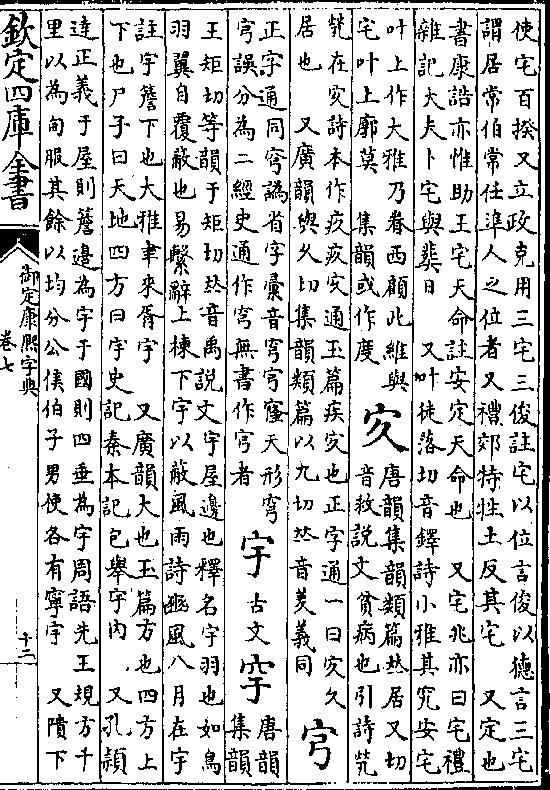 使宅百揆又立政克用三宅三俊註宅以位言俊以德言三宅
謂居常伯常任準人之位者又禮郊特牲土反其宅 又定也
書康誥亦惟助王宅天命註安定天命也 又宅兆亦曰宅禮
雜記大夫卜宅與葬日 又叶徒落切音鐸詩小雅其究安宅
叶上作大雅乃眷西顧此維與
宅叶上廓莫 集韻或作度
㝌
唐韻集韻類篇𠀤居又切
音救說文貧病也引詩煢
煢在㝌詩本作疚疚㝌通玉篇疾㝌也正字通一曰㝌久
居也 又廣韻與久切集韻類篇以九切𠀤音羑義同
宆
正字通同穹譌省字彙音穹穹窿天形穹
穹誤分為二經史通作穹無書作宆者
宇
古文
穻
唐韻
集韻
王矩切等韻于矩切𠀤音禹說文宇屋邊也釋名宇羽也如鳥
羽翼自覆蔽也易繫辭上棟下宇以蔽風雨詩豳風八月在宇
註宇簷下也大雅聿來胥宇 又廣韻大也玉篇方也四方上
下也尸子曰天地四方曰宇史記秦本記包舉宇內 又孔穎
達正義于屋則簷邊為宇于國則四垂為宇周語先王規方千
里以為甸服其餘以均分公侯伯子男使各有寧宇 又隤下
欽定四庫全書
御定康熙字典
卷七
十二